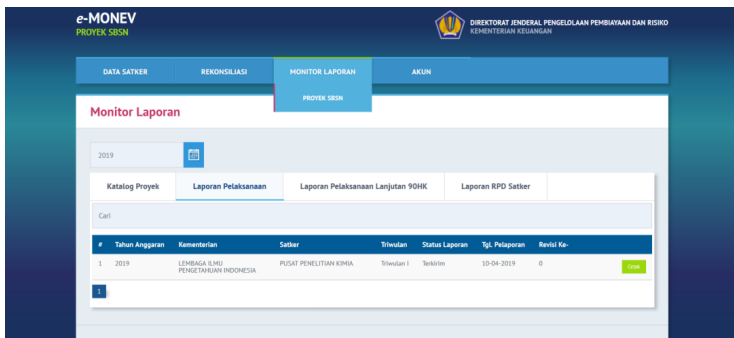 e-MONEV
PROYEK SBSN
DIREKTORAT JENDERAL PENGELOLAAN PEMBIAYAAN DAN RISIKO
KEMENTERIAN KEUANGAN
DATA SATKER REKONSILIASI MONITOR LAPORAN AKUN
PROYEK SBSN
Monitor Laporan
2019
Katalog Proyek Laporan Pelaksanaan Laporan Pelaksanaan Lanjutan 90HK Laporan RPD Satker
Cari
# Tahun Anggaran Kementerian Satker Triwulan Status Laporan Tgl. Pelaporan Revisi Ke-
1 2019 LEMBAGA ILMU PENGETAHUAN INDONESIA PUSAT PENELITIAN KIMIA Triwulan I Terkirim 10-04-2019 0 Cetak
1